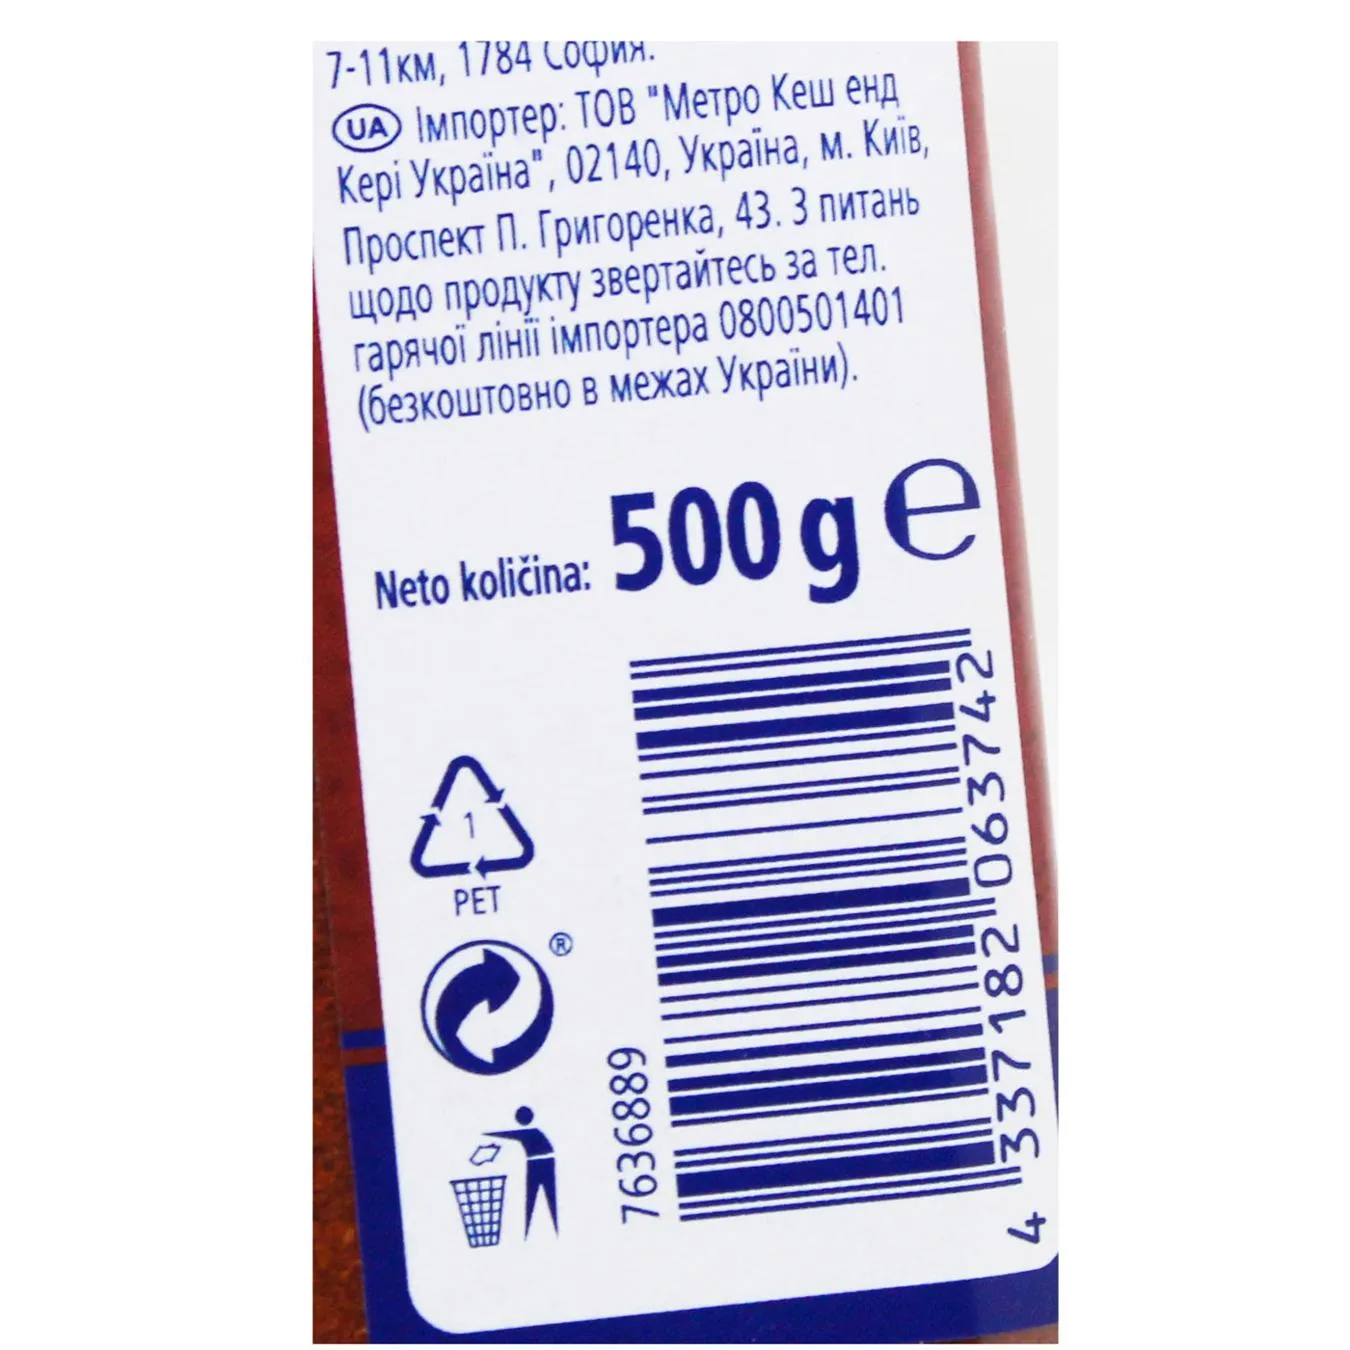 7-11км, 1784 София.
UA Імпортер: ТОВ "Метро Кеш енд
Кері Україна", 02140, Україна, м. Київ,
Проспект П. Григоренка, 43. З питань
щодо продукту звертайтесь за тел.
гарячої лінії імпортера 0800501401
(безкоштовно в межах України).
Neto količina: 500 g e
1
PET
®
7636889
4 337182 063742